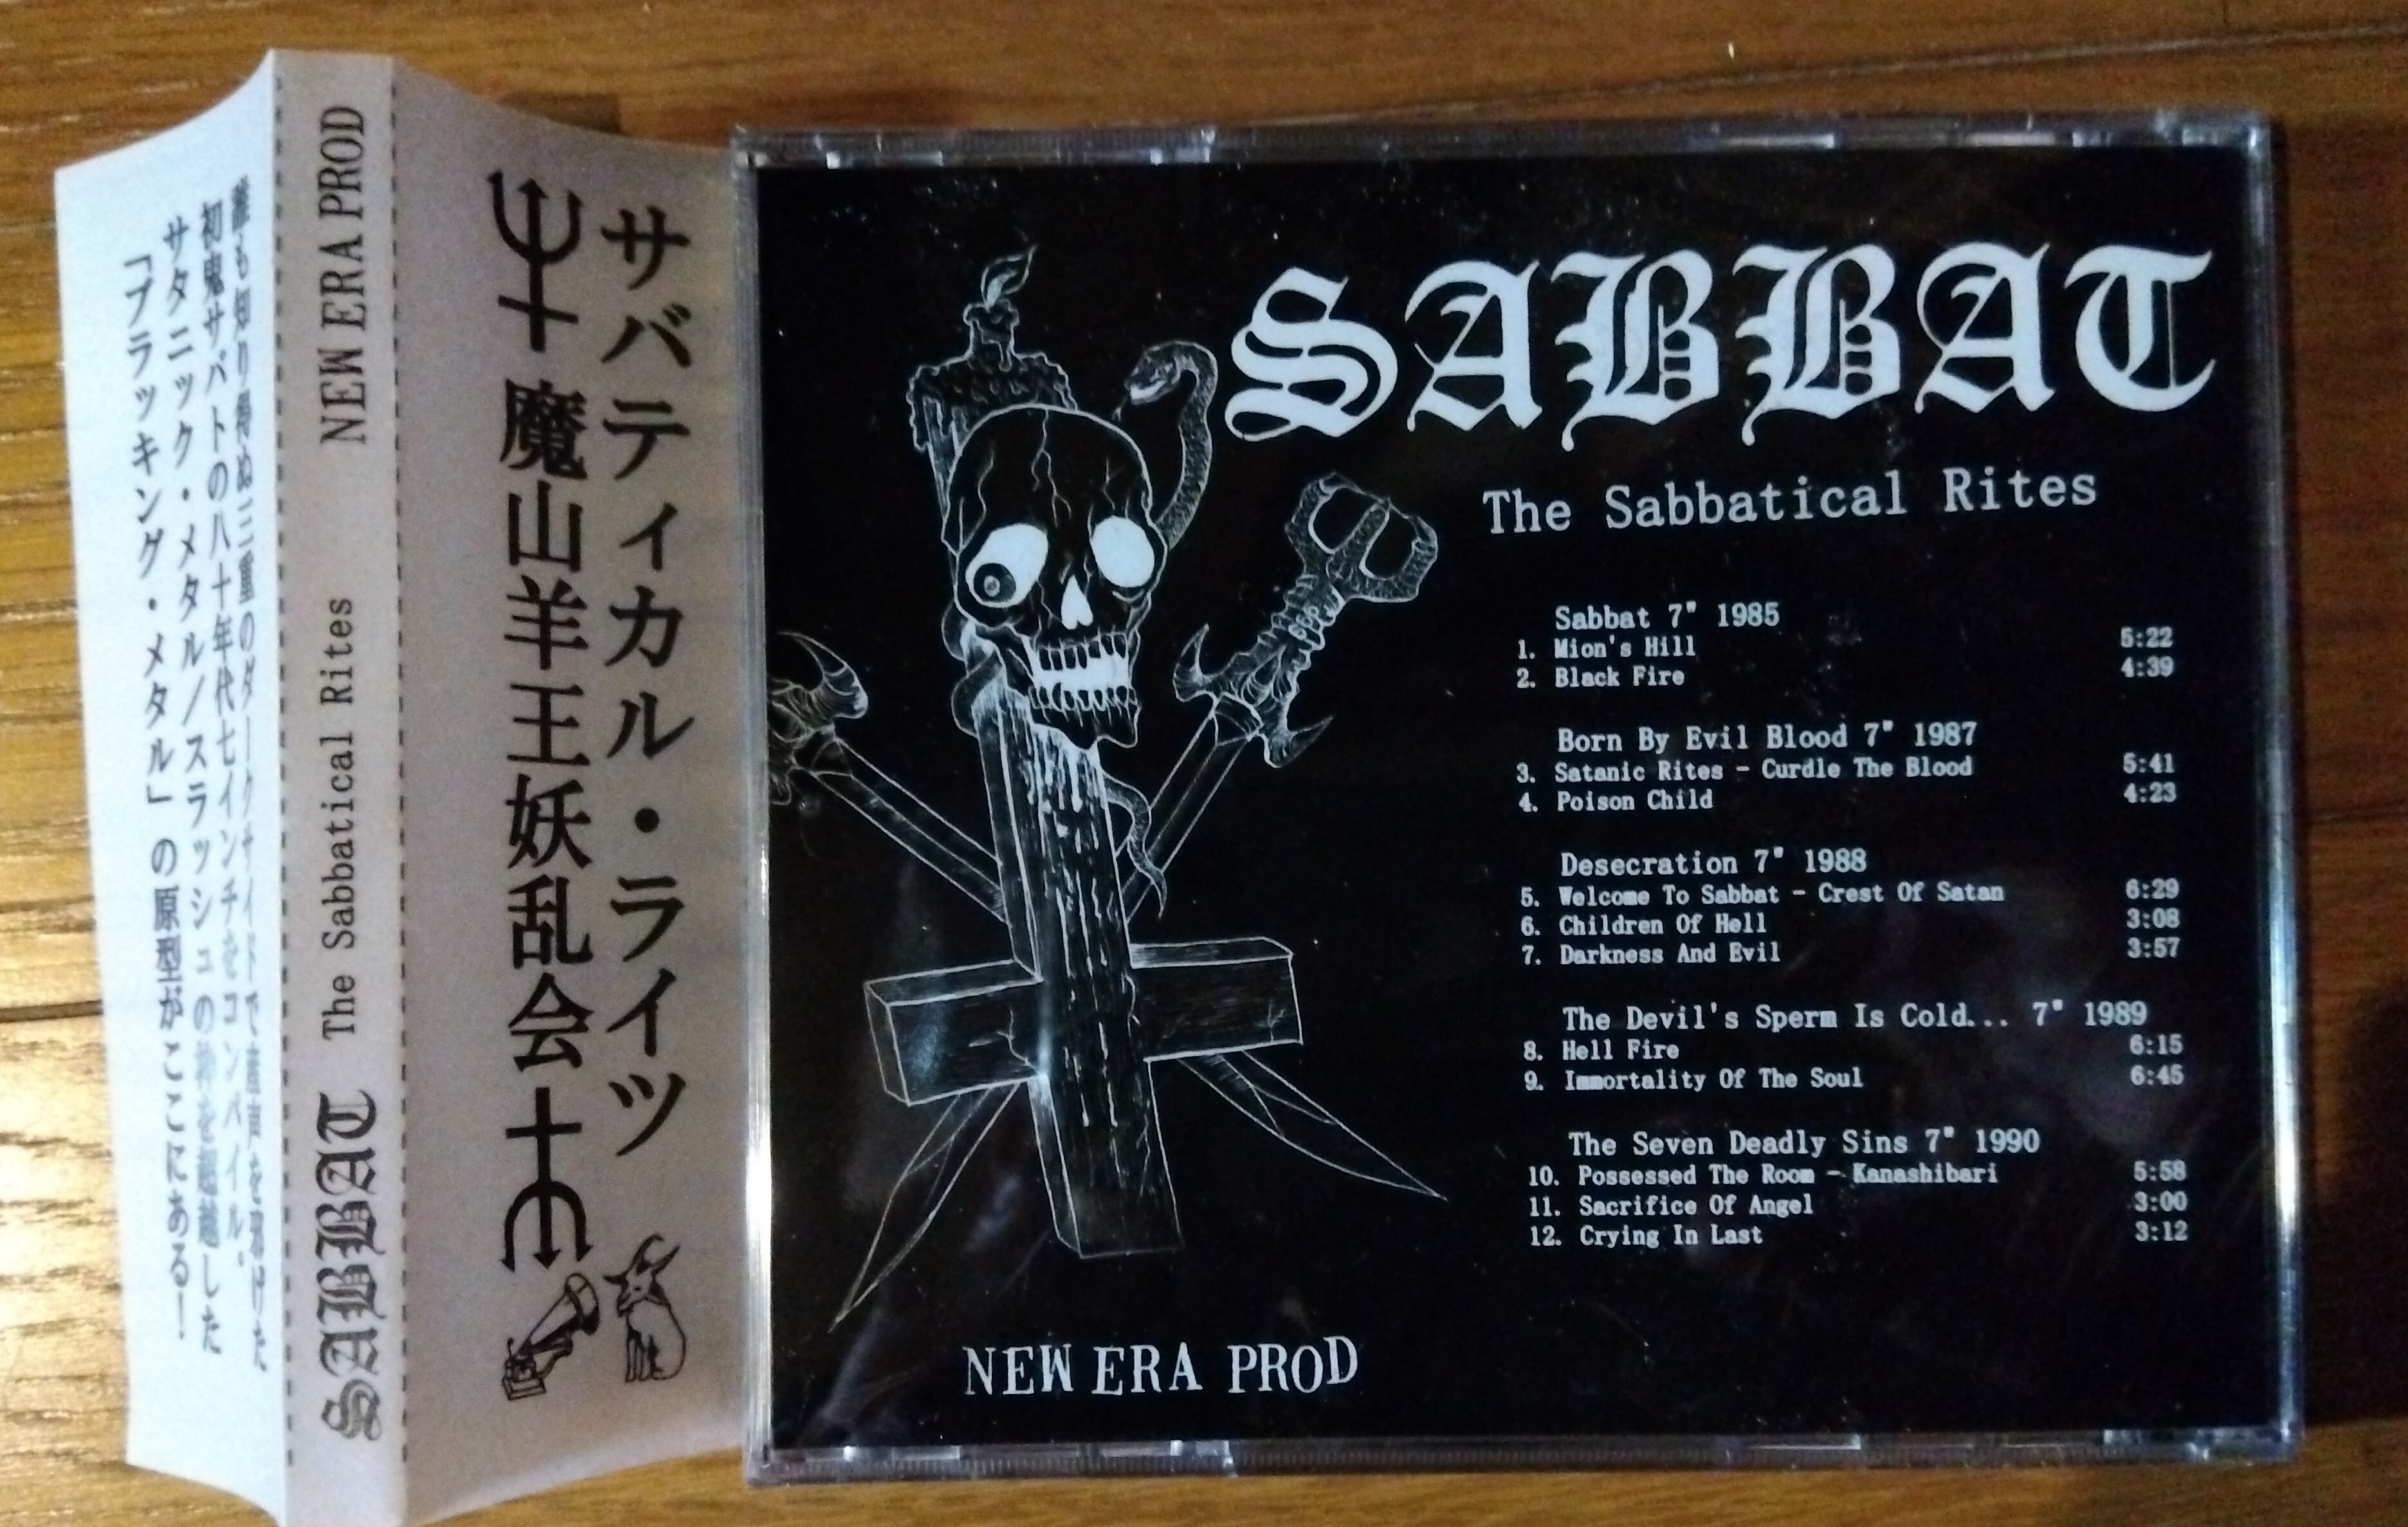 誰も知り得ぬ三重のダークサイドで産声を邪けた
初鬼サバトの八十年代七インチをコンパイル・
サタニック・メタル/スラッシュの枠を超越した
「ブラッキング・メタル」の原型がここにある!
NEW ERA PROD
The Sabbatical Rites
SABBAT
サバティカル・ライツ
魔山羊王妖乱会
SABBAT
The Sabbatical Rites
Sabbat 7" 1985
1. Mion's Hill 5:22
2. Black Fire 4:39
Born By Evil Blood 7" 1987
3. Satanic Rites - Curdle The Blood 5:41
4. Poison Child 4:23
Desecration 7" 1988
5. Welcome To Sabbat - Crest Of Satan 6:29
6. Children Of Hell 3:08
7. Darkness And Evil 3:57
The Devil's Sperm Is Cold... 7" 1989
8. Hell Fire 6:15
9. Immortality Of The Soul 6:45
The Seven Deadly Sins 7" 1990
10. Possessed The Room - Kanashibari 5:58
11. Sacrifice Of Angel 3:00
12. Crying In Last 3:12
NEW ERA PROD